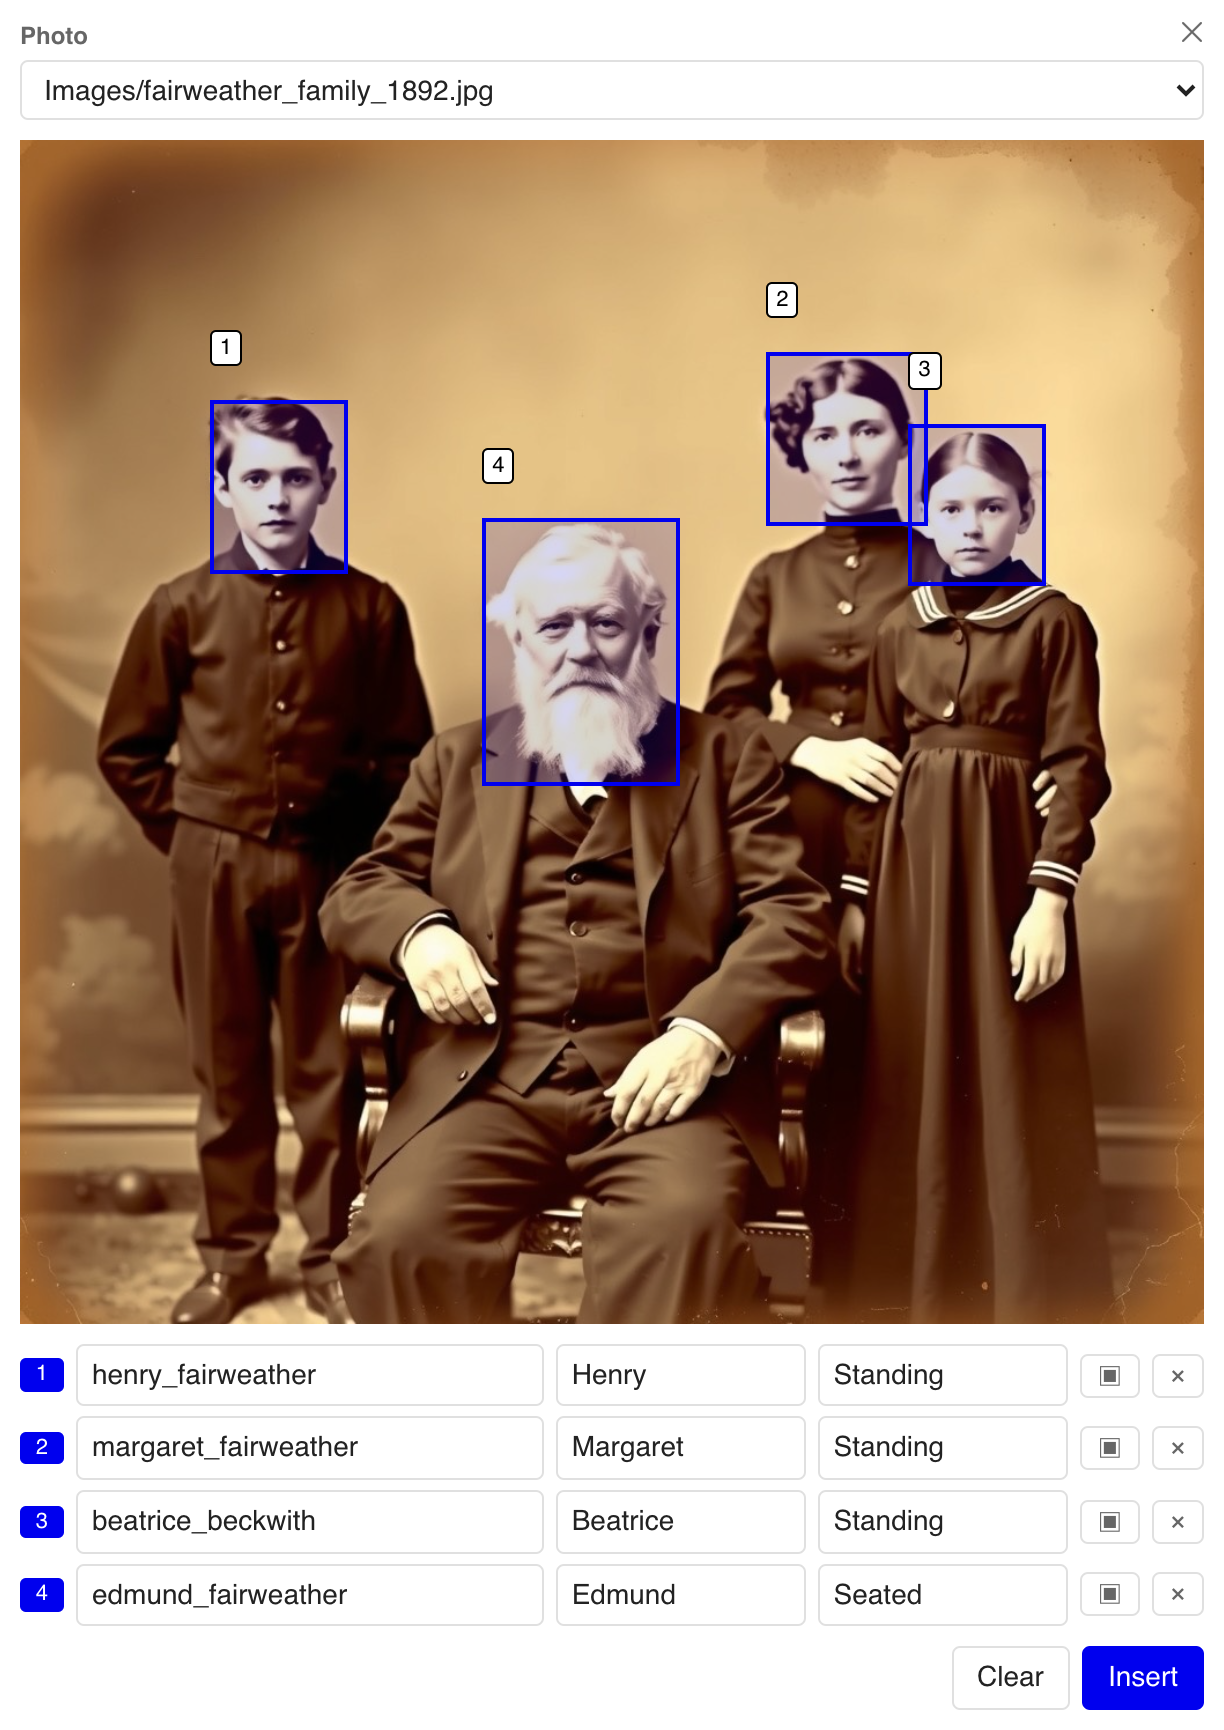 Photo
Images/fairweather_family_1892.jpg
1
2
3
4
1 henry_fairweather Henry Standing
2 margaret_fairweather Margaret Standing
3 beatrice_beckwith Beatrice Standing
4 edmund_fairweather Edmund Seated
Clear Insert